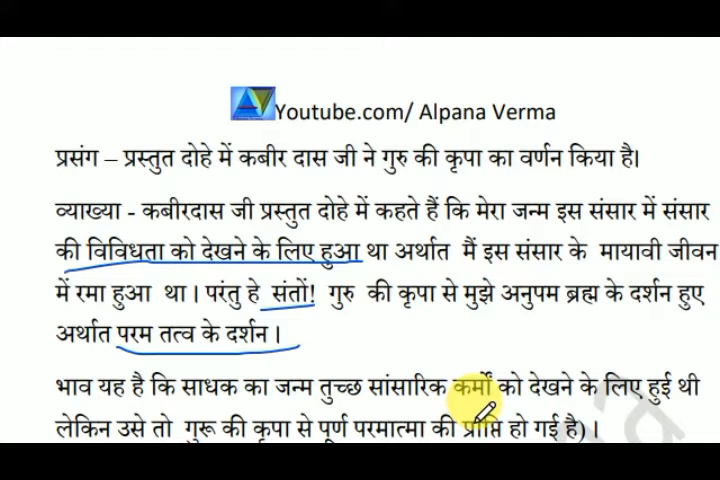 Youtube.com/ Alpana Verma
प्रसंग – प्रस्तुत दोहे में कबीर दास जी ने गुरु की कृपा का वर्णन किया है।
व्याख्या - कबीरदास जी प्रस्तुत दोहे में कहते हैं कि मेरा जन्म इस संसार में संसार
की विविधता को देखने के लिए हुआ था अर्थात मैं इस संसार के मायावी जीवन
में रमा हुआ था। परंतु हे संतों! गुरु की कृपा से मुझे अनुपम ब्रह्म के दर्शन हुए
अर्थात परम तत्व के दर्शन।
भाव यह है कि साधक का जन्म तुच्छ सांसारिक कर्मों को देखने के लिए हुई थी
लेकिन उसे तो गुरू की कृपा से पूर्ण परमात्मा की प्राप्ति हो गई है)।